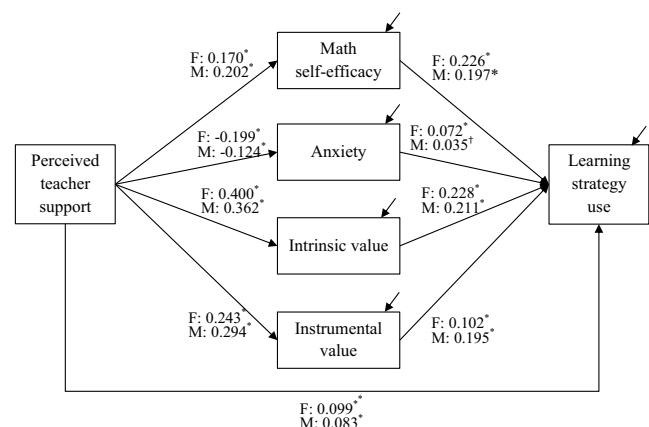 Math
self-efficacy
F: 0.170*
M: 0.202*
F: 0.226*
M: 0.197*
F: -0.199*
M: -0.124*
Anxiety
F: 0.072*
M: 0.035†
Perceived
teacher
support
Learning
strategy
use
F: 0.400*
M: 0.362*
Intrinsic value
F: 0.228*
M: 0.211*
F: 0.243*
M: 0.294*
Instrumental
value
F: 0.102*
M: 0.195*
F: 0.099**
M: 0.083*